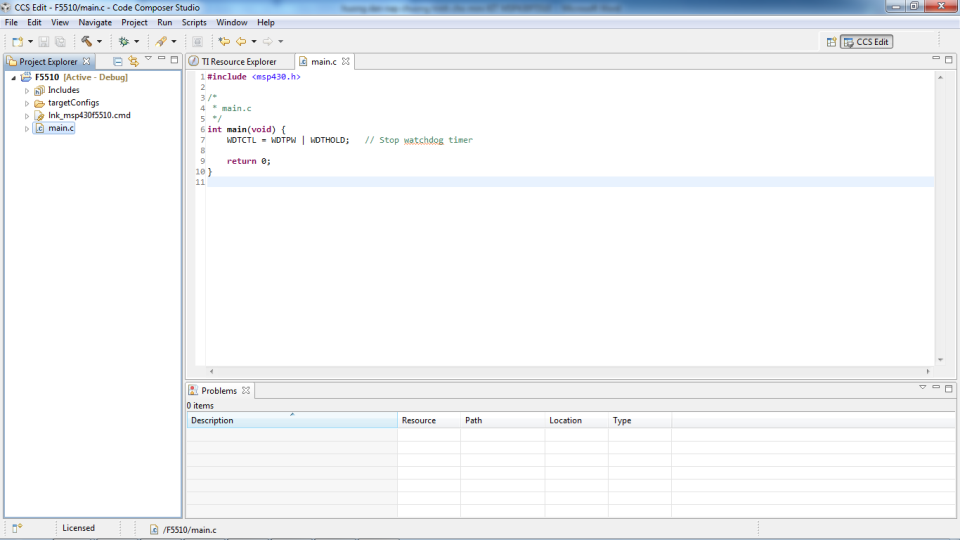 CCS Edit - F5510/main.c - Code Composer Studio
File Edit View Navigate Project Run Scripts Window Help
CCS Edit
Project Explorer
F5510 [Active - Debug]
Includes
targetConfigs
lnk_msp430f5510.cmd
main.c
TI Resource Explorer
main.c
1 #include <msp430.h>
2
3 /*
4 * main.c
5 */
6 int main(void) {
7 WDTCTL = WDTPW | WDTHOLD; // Stop watchdog timer
8
9 return 0;
10 }
11
Problems
0 items
Description Resource Path Location Type
Licensed
/F5510/main.c